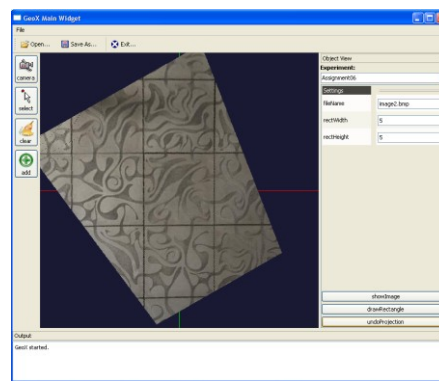 GeoX Main Widget
File
Open... Save As... Exit...
camera
select
clear
add
Object View
Experiment:
Assignment06
Settings
fileName image2.bmp
rectWidth 5
rectHeight 5
showImage
drawRectangle
undoProjection
Output
GeoX started.